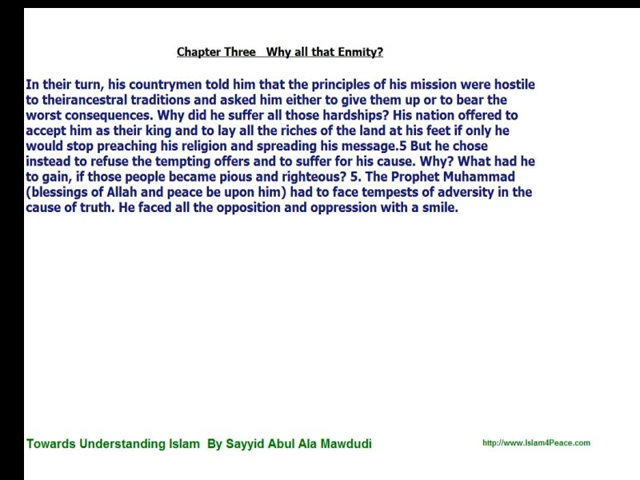 Chapter Three   Why all that Enmity?
In their turn, his countrymen told him that the principles of his mission were hostile
to theirancestral traditions and asked him either to give them up or to bear the
worst consequences. Why did he suffer all those hardships? His nation offered to
accept him as their king and to lay all the riches of the land at his feet if only he
would stop preaching his religion and spreading his message.5 But he chose
instead to refuse the tempting offers and to suffer for his cause. Why? What had he
to gain, if those people became pious and righteous? 5. The Prophet Muhammad
(blessings of Allah and peace be upon him) had to face tempests of adversity in the
cause of truth. He faced all the opposition and oppression with a smile.
Towards Understanding Islam  By Sayyid Abul Ala Mawdudi
http://www.Islam4Peace.com